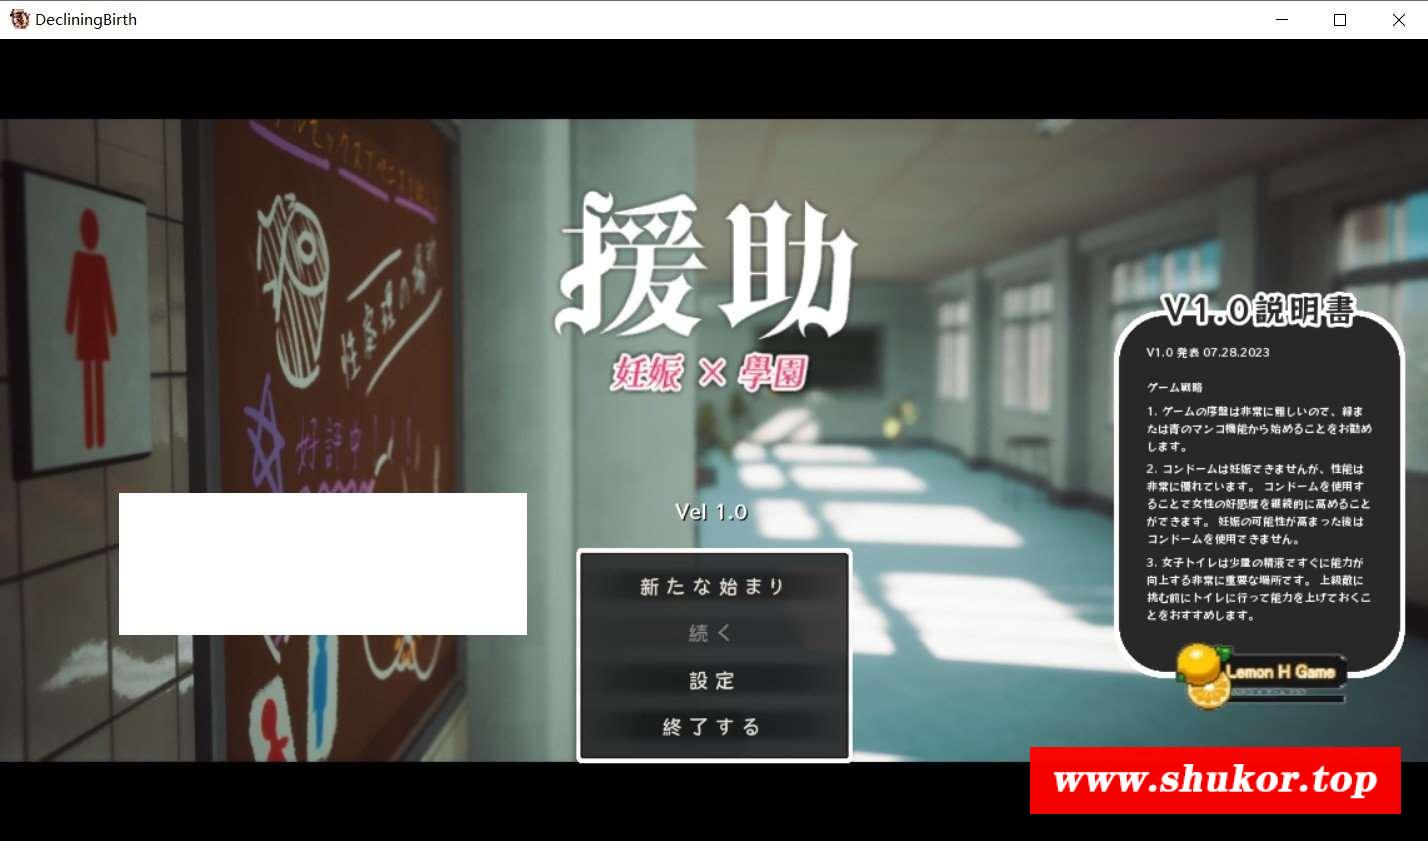 DecliningBirth
性処理の場所
好評中!!!
援助
妊娠 × 學園
Vel 1.0
新たな始まり
続く
設定
終了する
V1.0説明書
V1.0 発表 07.28.2023
ゲーム戦略
1. ゲームの序盤は非常に難しいので、緑ま
たは青のマンコ機能から始めることをお勧め
します。
2. コンドームは妊娠できませんが、性能は
非常に優れています。 コンドームを使用す
ることで女性の好感度を継続的に高めること
ができます。 妊娠の可能性が高まった後は
コンドームを使用できません。
3. 女子トイレは少量の精液ですぐに能力が
向上する非常に重要な場所です。 上級敵に
挑む前にトイレに行って能力を上げておくこ
とをおすすめします。
Lemon H Game
www.shukor.top